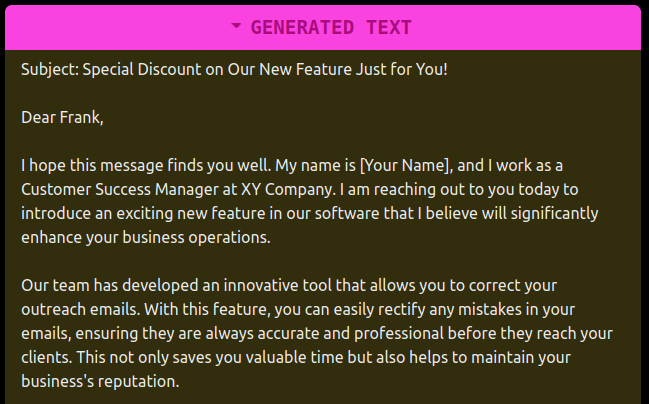 GENERATED TEXT
Subject: Special Discount on Our New Feature Just for You!
Dear Frank,
I hope this message finds you well. My name is [Your Name], and I work as a
Customer Success Manager at XY Company. I am reaching out to you today to
introduce an exciting new feature in our software that I believe will significantly
enhance your business operations.
Our team has developed an innovative tool that allows you to correct your
outreach emails. With this feature, you can easily rectify any mistakes in your
emails, ensuring they are always accurate and professional before they reach your
clients. This not only saves you valuable time but also helps to maintain your
business's reputation.